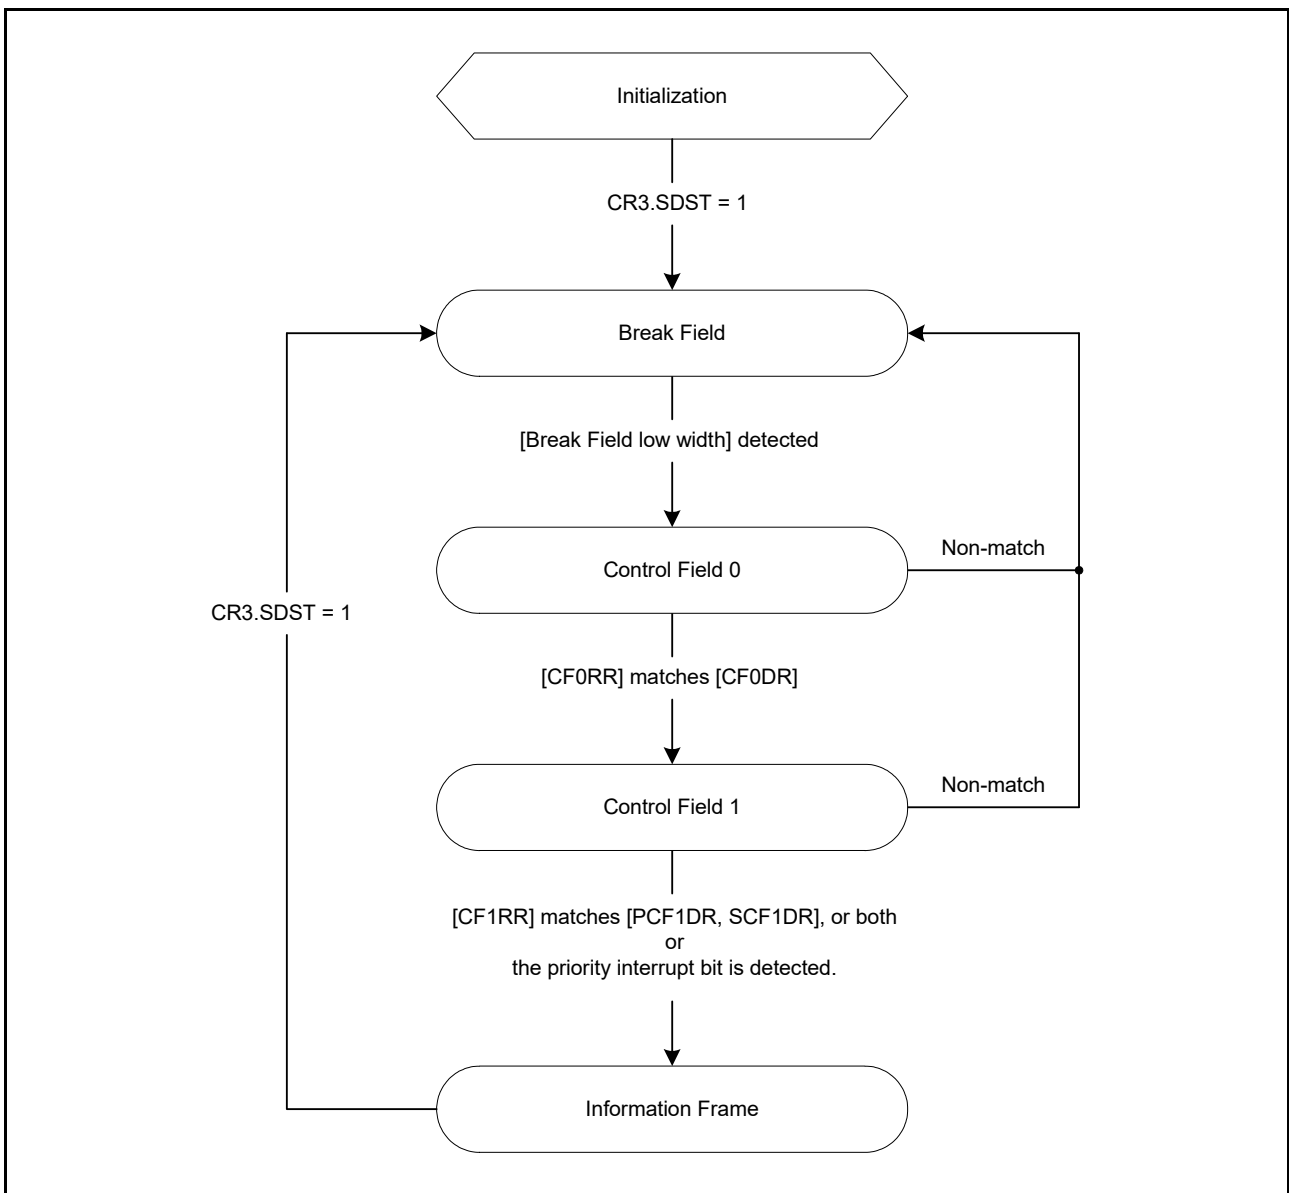 Initialization
CR3.SDST = 1
Break Field
[Break Field low width] detected
Control Field 0
Non-match
CR3.SDST = 1
[CF0RR] matches [CF0DR]
Control Field 1
Non-match
[CF1RR] matches [PCF1DR, SCF1DR], or both
or
the priority interrupt bit is detected.
Information Frame